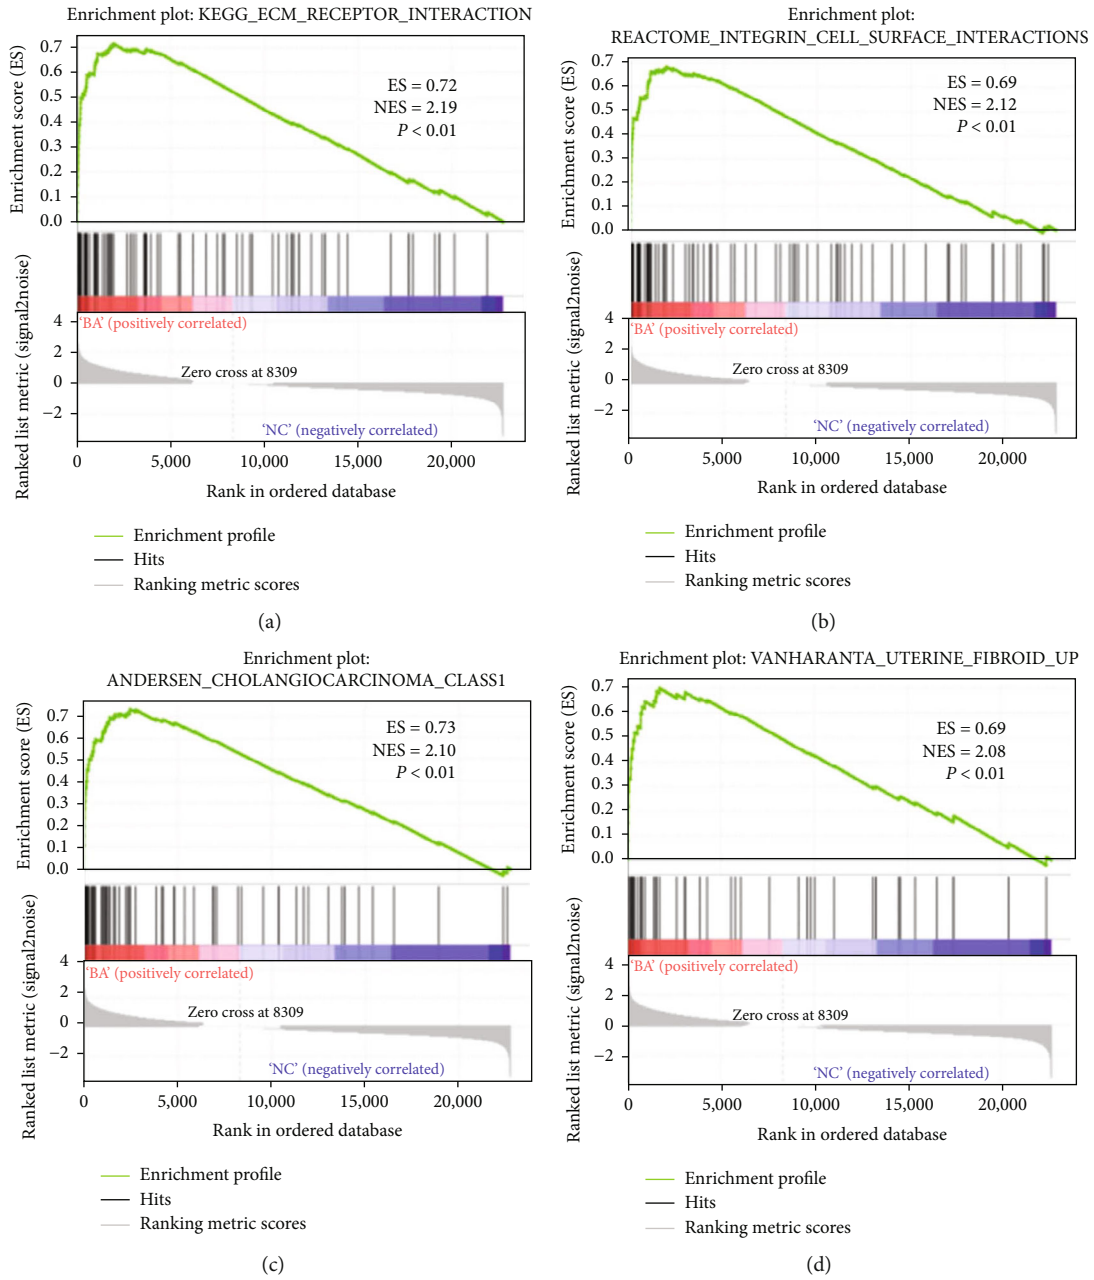 Enrichment plot: KEGG_ECM_RECEPTOR_INTERACTION
Enrichment score (ES)
0.7
0.6
0.5
0.4
0.3
0.2
0.1
0.0
ES = 0.72
NES = 2.19
P < 0.01
Ranked list metric (signal2noise)
4
2
0
−2
'BA' (positively correlated)
Zero cross at 8309
'NC' (negatively correlated)
0 5,000 10,000 15,000 20,000
Rank in ordered database
Enrichment profile
Hits
Ranking metric scores
(a)
Enrichment plot:
REACTOME_INTEGRIN_CELL_SURFACE_INTERACTIONS
Enrichment score (ES)
0.7
0.6
0.5
0.4
0.3
0.2
0.1
0.0
ES = 0.69
NES = 2.12
P < 0.01
Ranked list metric (signal2noise)
4
2
0
−2
'BA' (positively correlated)
Zero cross at 8309
'NC' (negatively correlated)
0 5,000 10,000 15,000 20,000
Rank in ordered database
Enrichment profile
Hits
Ranking metric scores
(b)
Enrichment plot:
ANDERSEN_CHOLANGIOCARCINOMA_CLASS1
Enrichment score (ES)
0.7
0.6
0.5
0.4
0.3
0.2
0.1
0.0
ES = 0.73
NES = 2.10
P < 0.01
Ranked list metric (signal2noise)
4
2
0
−2
'BA' (positively correlated)
Zero cross at 8309
'NC' (negatively correlated)
0 5,000 10,000 15,000 20,000
Rank in ordered database
Enrichment profile
Hits
Ranking metric scores
(c)
Enrichment plot: VANHARANTA_UTERINE_FIBROID_UP
Enrichment score (ES)
0.7
0.6
0.5
0.4
0.3
0.2
0.1
0.0
ES = 0.69
NES = 2.08
P < 0.01
Ranked list metric (signal2noise)
4
2
0
−2
'BA' (positively correlated)
Zero cross at 8309
'NC' (negatively correlated)
0 5,000 10,000 15,000 20,000
Rank in ordered database
Enrichment profile
Hits
Ranking metric scores
(d)